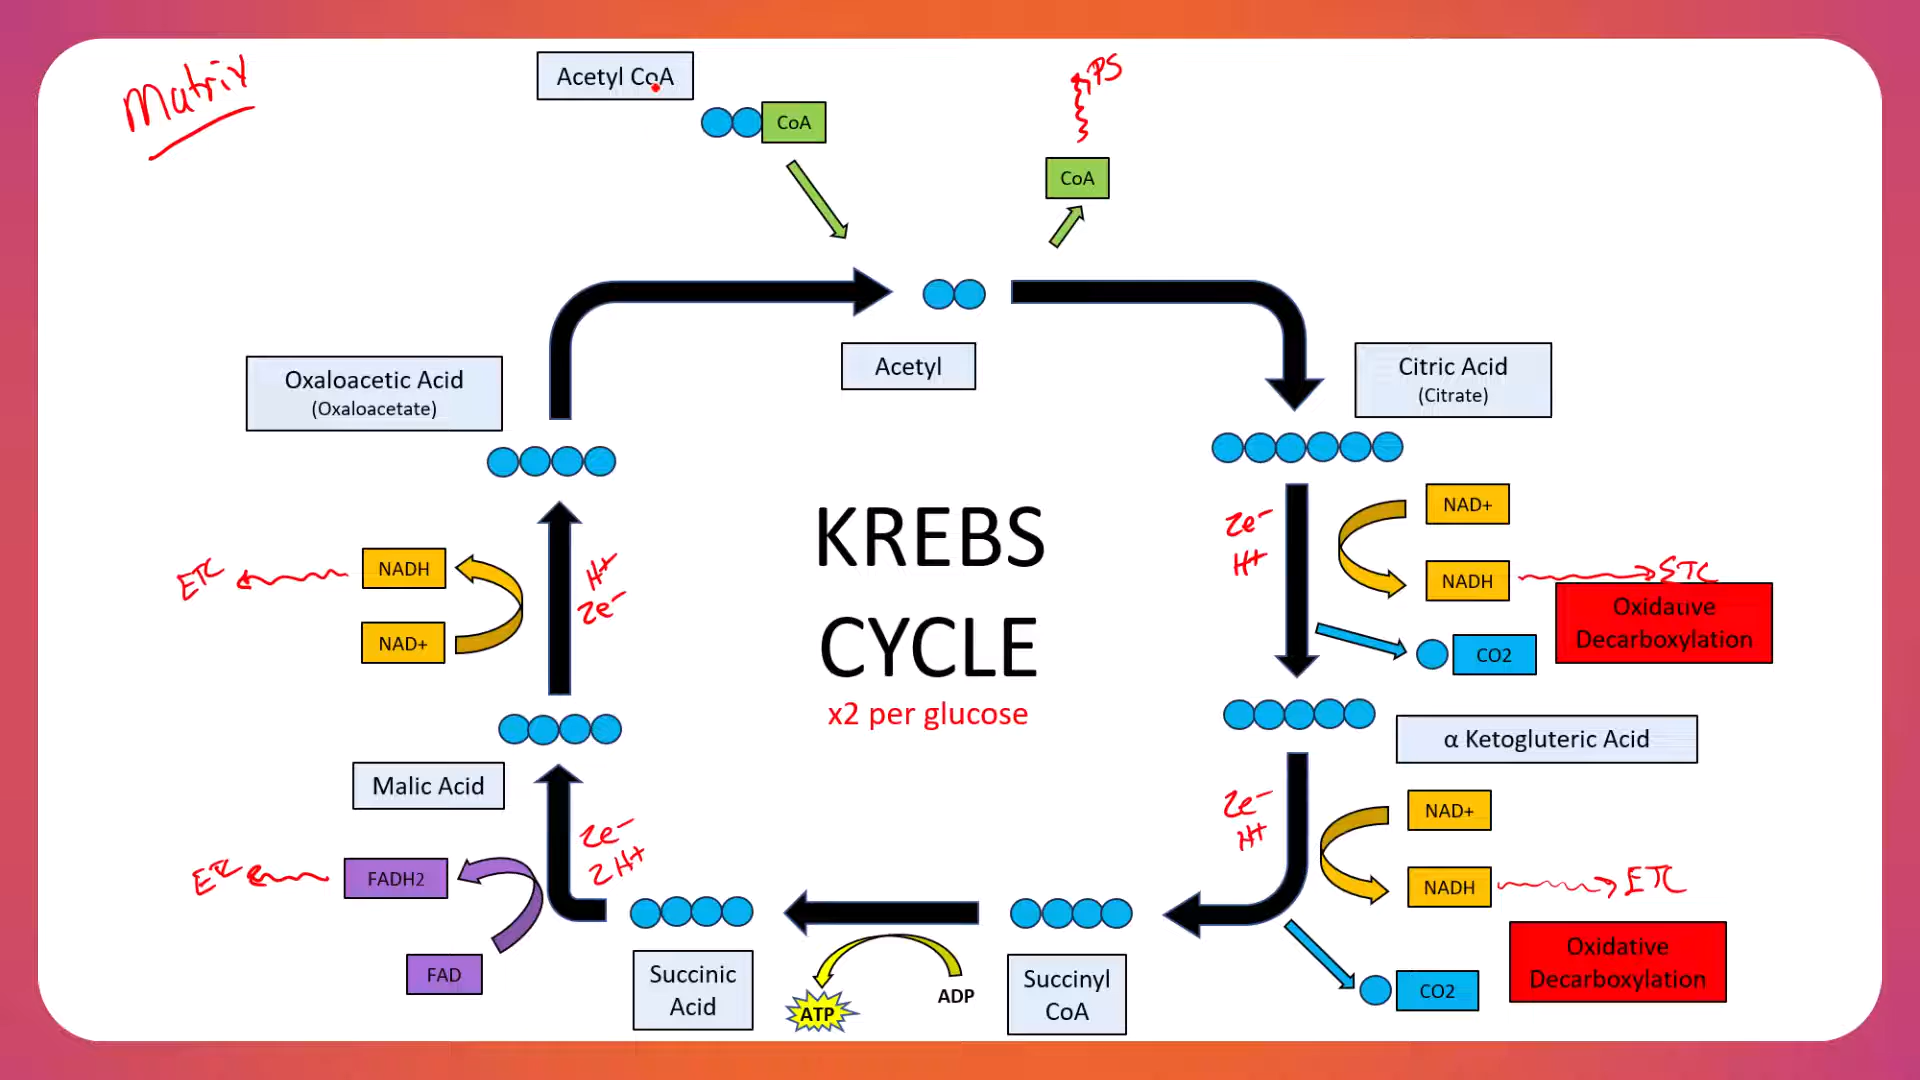 Matrix
Acetyl CoA
CoA
PS
CoA
Acetyl
Oxaloacetic Acid
(Oxaloacetate)
Citric Acid
(Citrate)
KREBS
CYCLE
x2 per glucose
2e-
H+
NAD+
NADH
ETC
Oxidative
Decarboxylation
CO2
α Ketogluteric Acid
2e-
H+
NAD+
NADH
ETC
Oxidative
Decarboxylation
CO2
Succinyl
CoA
ADP
ATP
Succinic
Acid
2e-
2H+
FAD
FADH2
ETC
Malic Acid
H+
2e-
NAD+
NADH
ETC